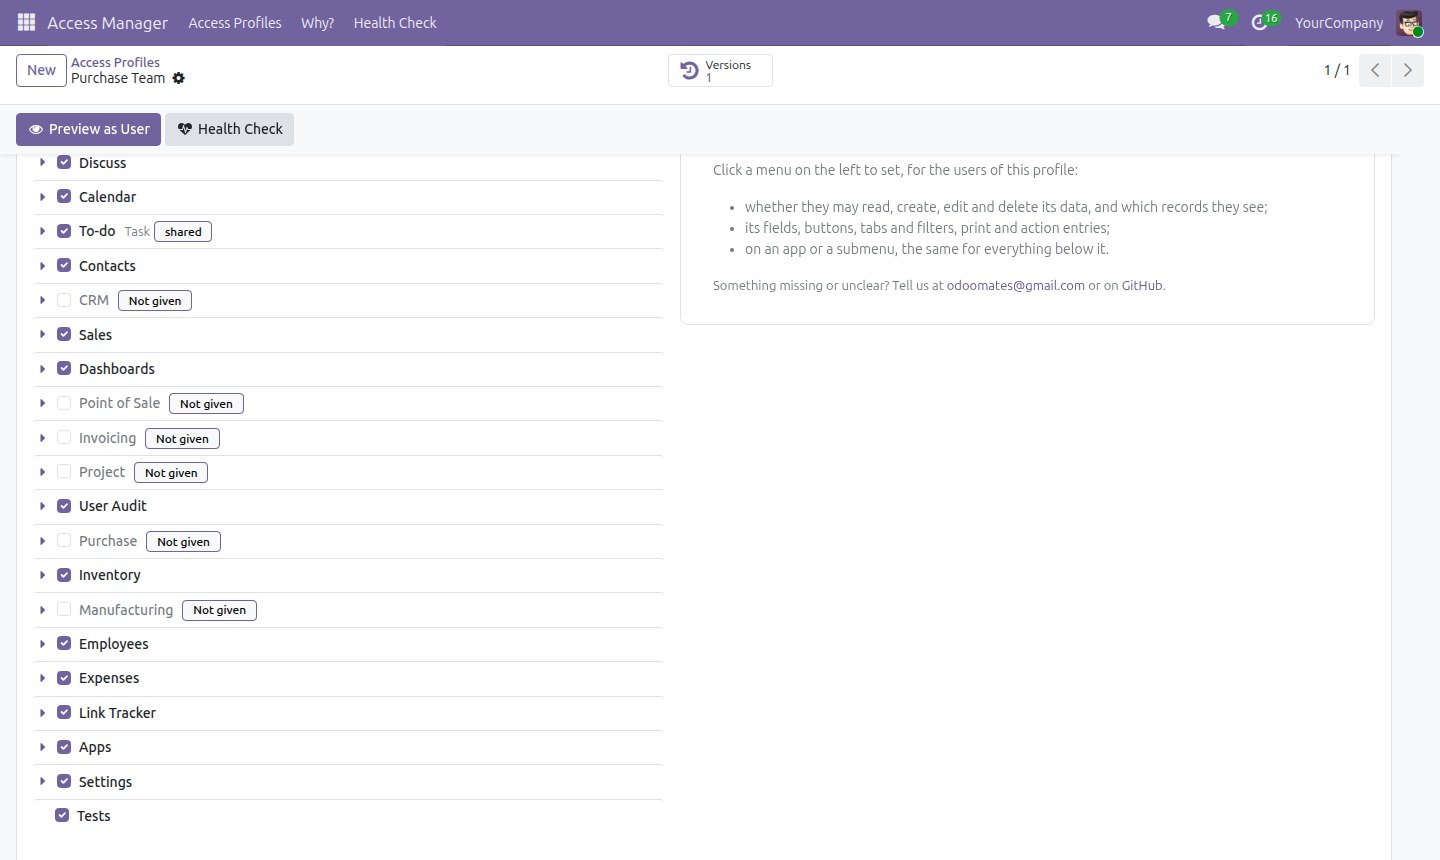 Access Manager Access Profiles Why? Health Check 7 16 YourCompany
New Access Profiles
Purchase Team
Versions
1
1 / 1
Preview as User Health Check
Discuss
Calendar
To-do Task shared
Contacts
CRM Not given
Sales
Dashboards
Point of Sale Not given
Invoicing Not given
Project Not given
User Audit
Purchase Not given
Inventory
Manufacturing Not given
Employees
Expenses
Link Tracker
Apps
Settings
Tests
Click a menu on the left to set, for the users of this profile:
• whether they may read, create, edit and delete its data, and which records they see;
• its fields, buttons, tabs and filters, print and action entries;
• on an app or a submenu, the same for everything below it.
Something missing or unclear? Tell us at odoomates@gmail.com or on GitHub.